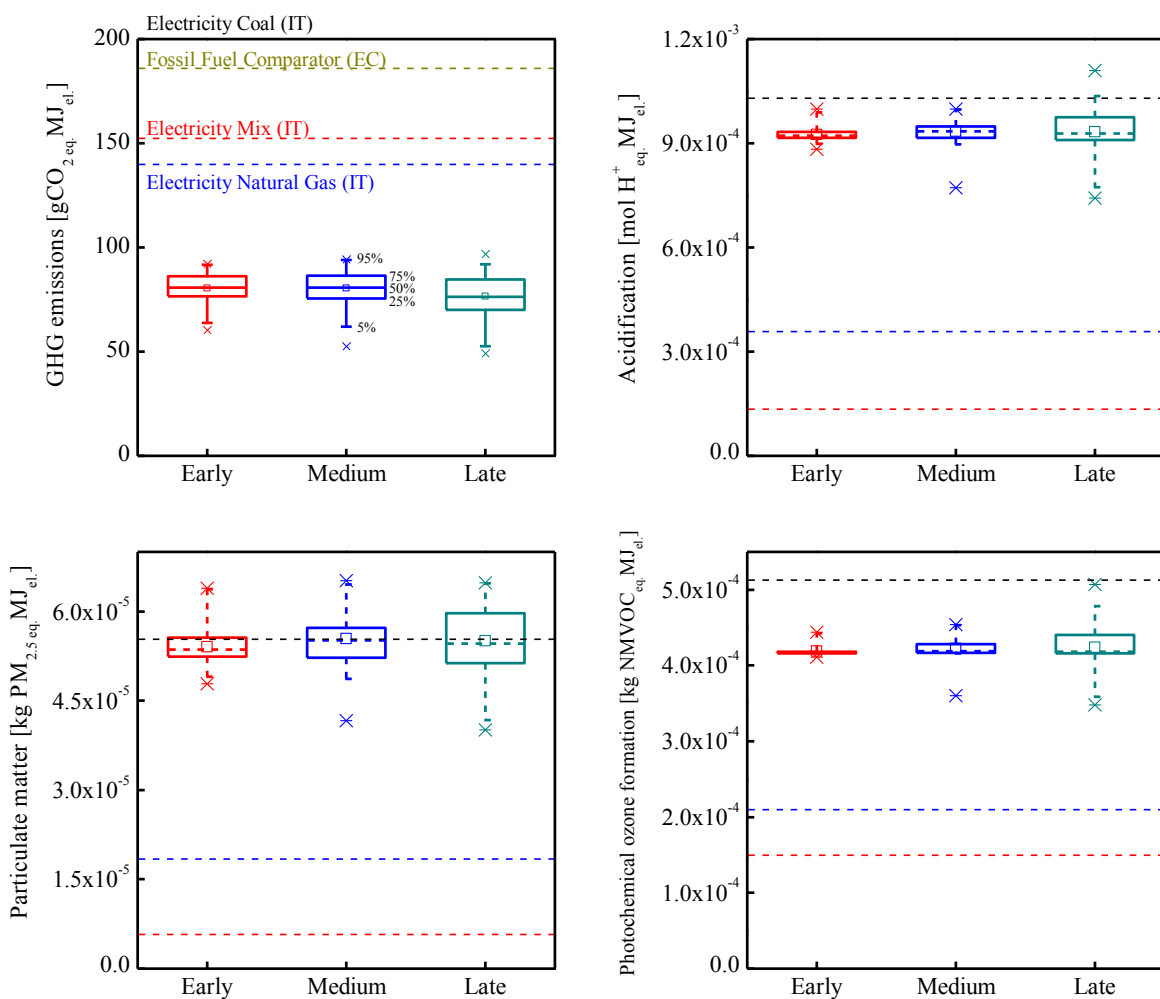 Electricity Coal (IT)
200
Fossil Fuel Comparator (EC)
Electricity Mix (IT)
150
Electricity Natural Gas (IT)
100
95%
75%
50%
25%
5%
50
0
GHG emissions [gCO2 eq. MJel.]
Early Medium Late
1.2x10-3
9.0x10-4
6.0x10-4
3.0x10-4
0.0
Acidification [mol H+eq. MJel.]
Early Medium Late
6.0x10-5
4.5x10-5
3.0x10-5
1.5x10-5
0.0
Particulate matter [kg PM2.5 eq. MJel.]
Early Medium Late
5.0x10-4
4.0x10-4
3.0x10-4
2.0x10-4
1.0x10-4
0.0
Photochemical ozone formation [kg NMVOCeq. MJel.]
Early Medium Late